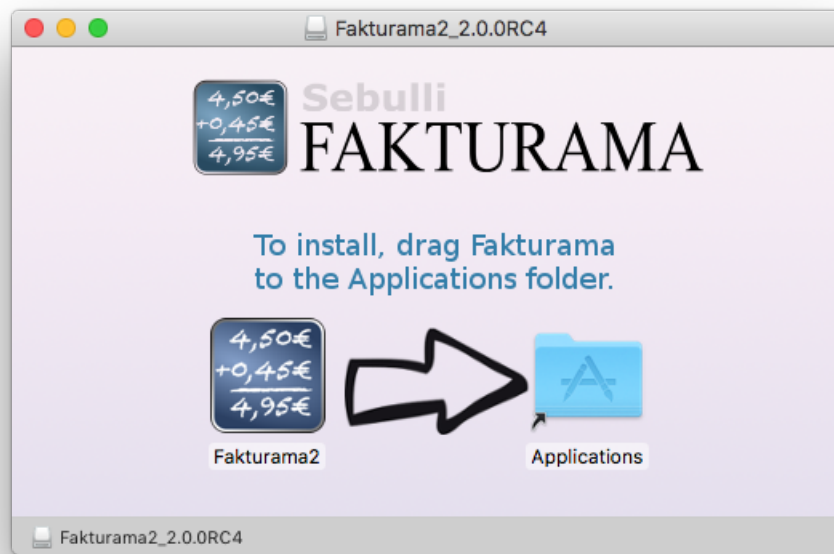 Fakturama2_2.0.0RC4
4,50€
+0,45€
4,95€
Sebulli
FAKTURAMA
To install, drag Fakturama
to the Applications folder.
4,50€
+0,45€
4,95€
Fakturama2
Applications
Fakturama2_2.0.0RC4